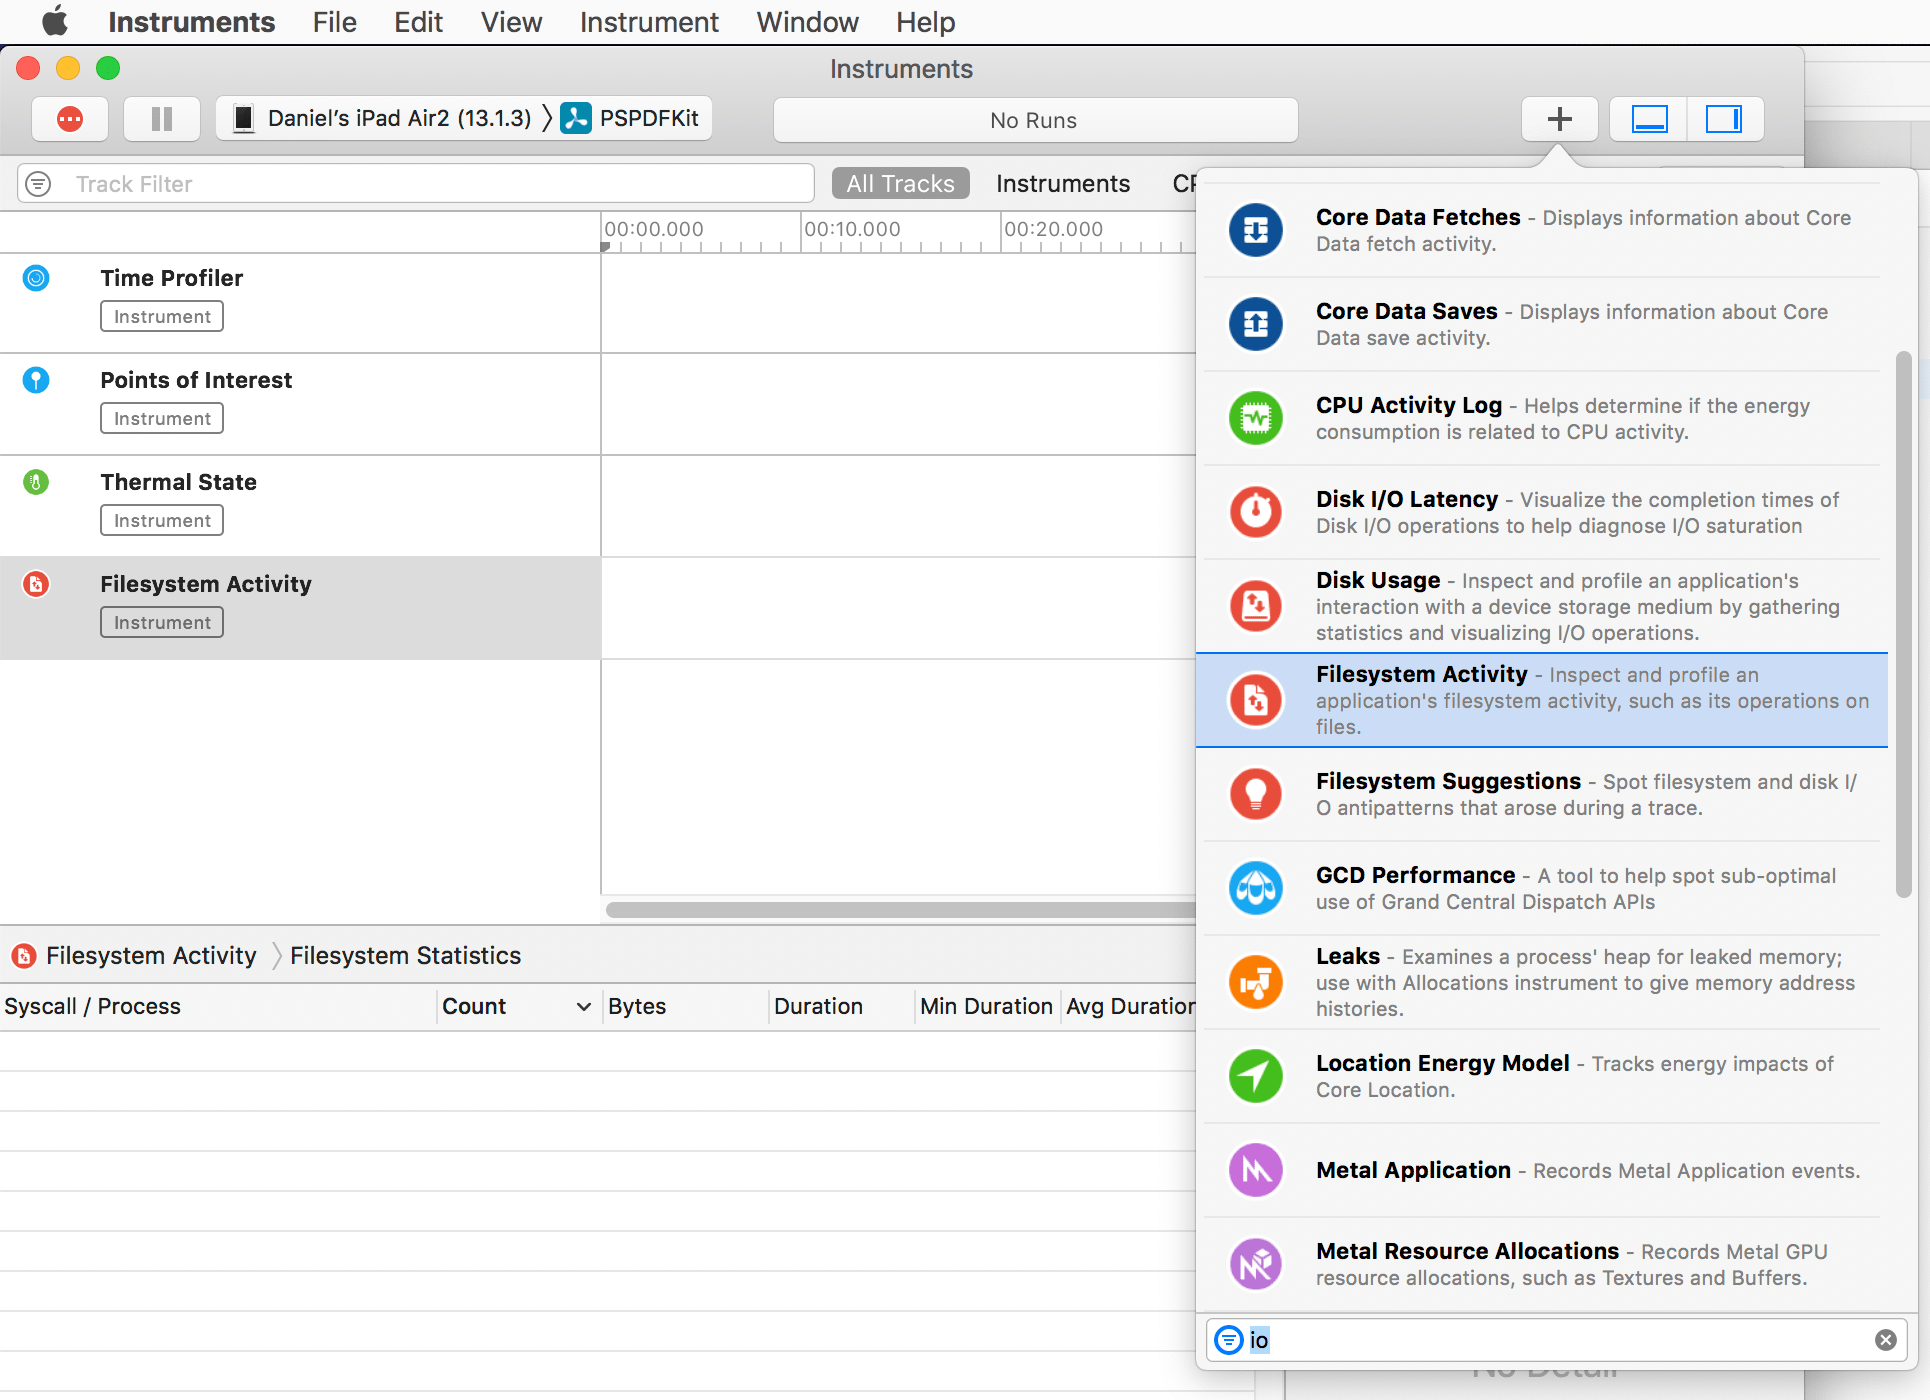 Instruments File Edit View Instrument Window Help
Instruments
Daniel's iPad Air2 (13.1.3) PSPDFKit
No Runs
Track Filter
All Tracks Instruments
00:00.000 00:10.000 00:20.000
Time Profiler
Instrument
Points of Interest
Instrument
Thermal State
Instrument
Filesystem Activity
Instrument
Filesystem Activity Filesystem Statistics
Syscall / Process Count Bytes Duration Min Duration Avg Duration
Core Data Fetches - Displays information about Core
Data fetch activity.
Core Data Saves - Displays information about Core
Data save activity.
CPU Activity Log - Helps determine if the energy
consumption is related to CPU activity.
Disk I/O Latency - Visualize the completion times of
Disk I/O operations to help diagnose I/O saturation
Disk Usage - Inspect and profile an application's
interaction with a device storage medium by gathering
statistics and visualizing I/O operations.
Filesystem Activity - Inspect and profile an
application's filesystem activity, such as its operations on
files.
Filesystem Suggestions - Spot filesystem and disk I/
O antipatterns that arose during a trace.
GCD Performance - A tool to help spot sub-optimal
use of Grand Central Dispatch APIs
Leaks - Examines a process' heap for leaked memory;
use with Allocations instrument to give memory address
histories.
Location Energy Model - Tracks energy impacts of
Core Location.
Metal Application - Records Metal Application events.
Metal Resource Allocations - Records Metal GPU
resource allocations, such as Textures and Buffers.
io
No Detail